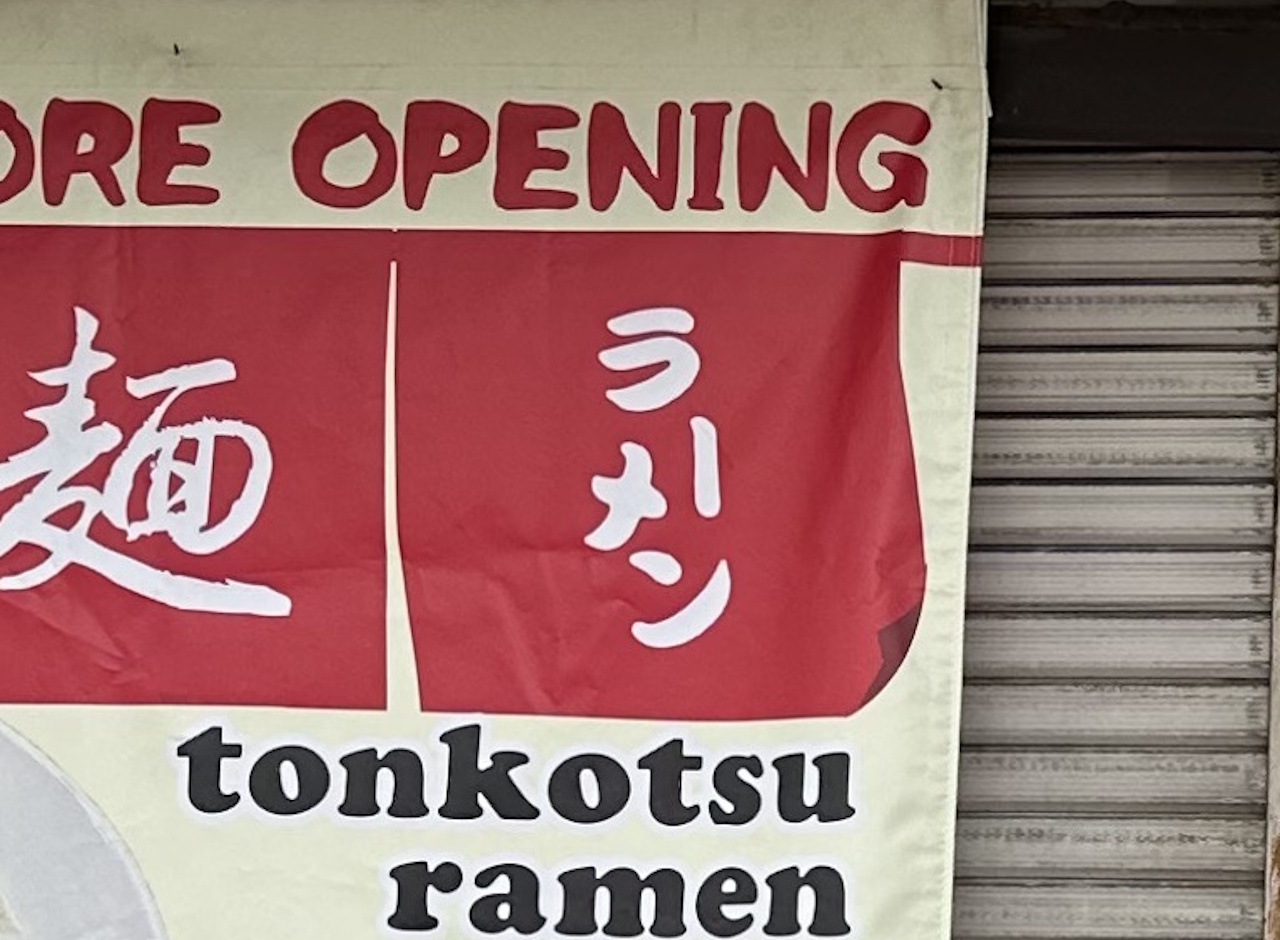 ORE OPENING
麺
ラーメン
tonkotsu
ramen